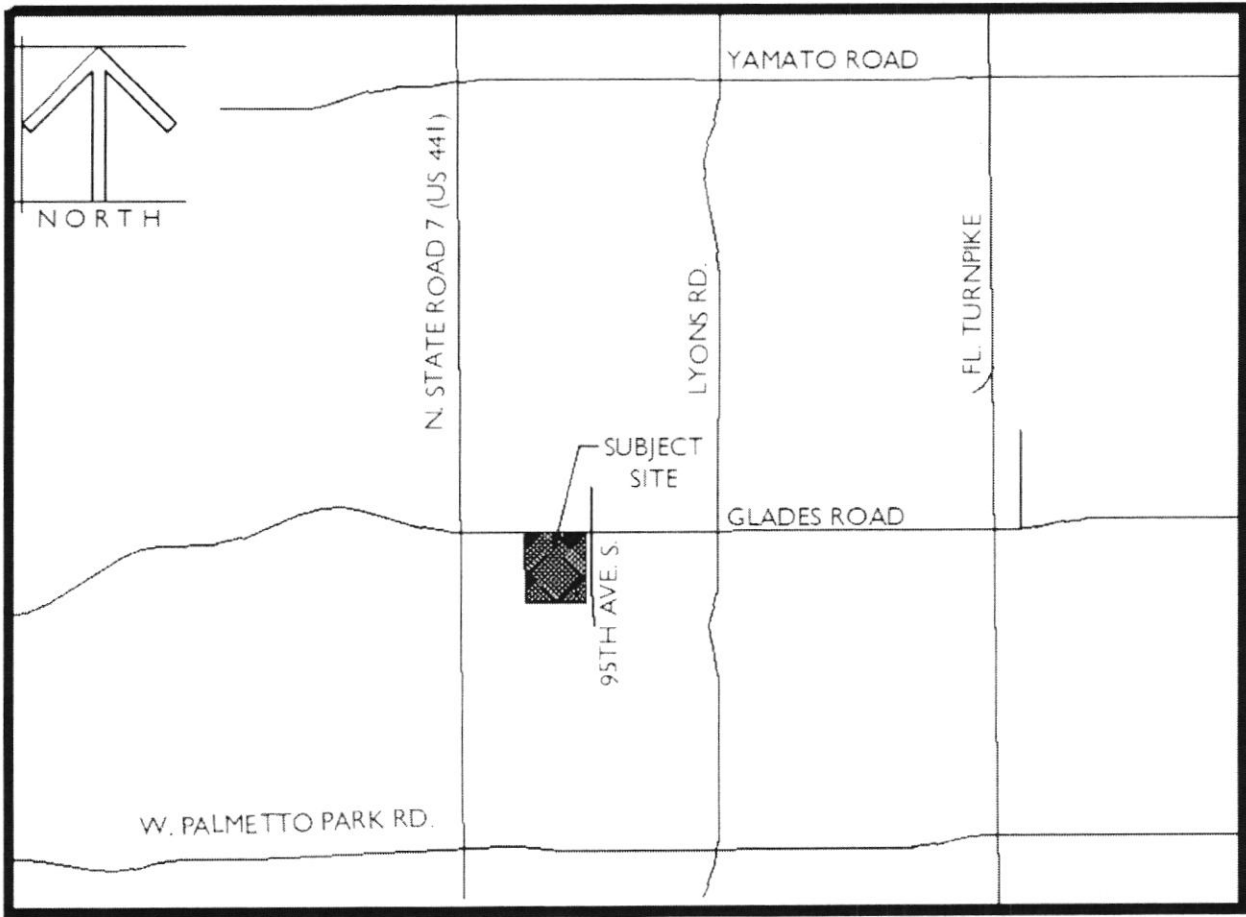 YAMATO ROAD
NORTH
N. STATE ROAD 7 (US 441)
LYONS RD.
FL. TURNPIKE
SUBJECT
SITE
GLADES ROAD
95TH AVE. S.
W. PALMETTO PARK RD.